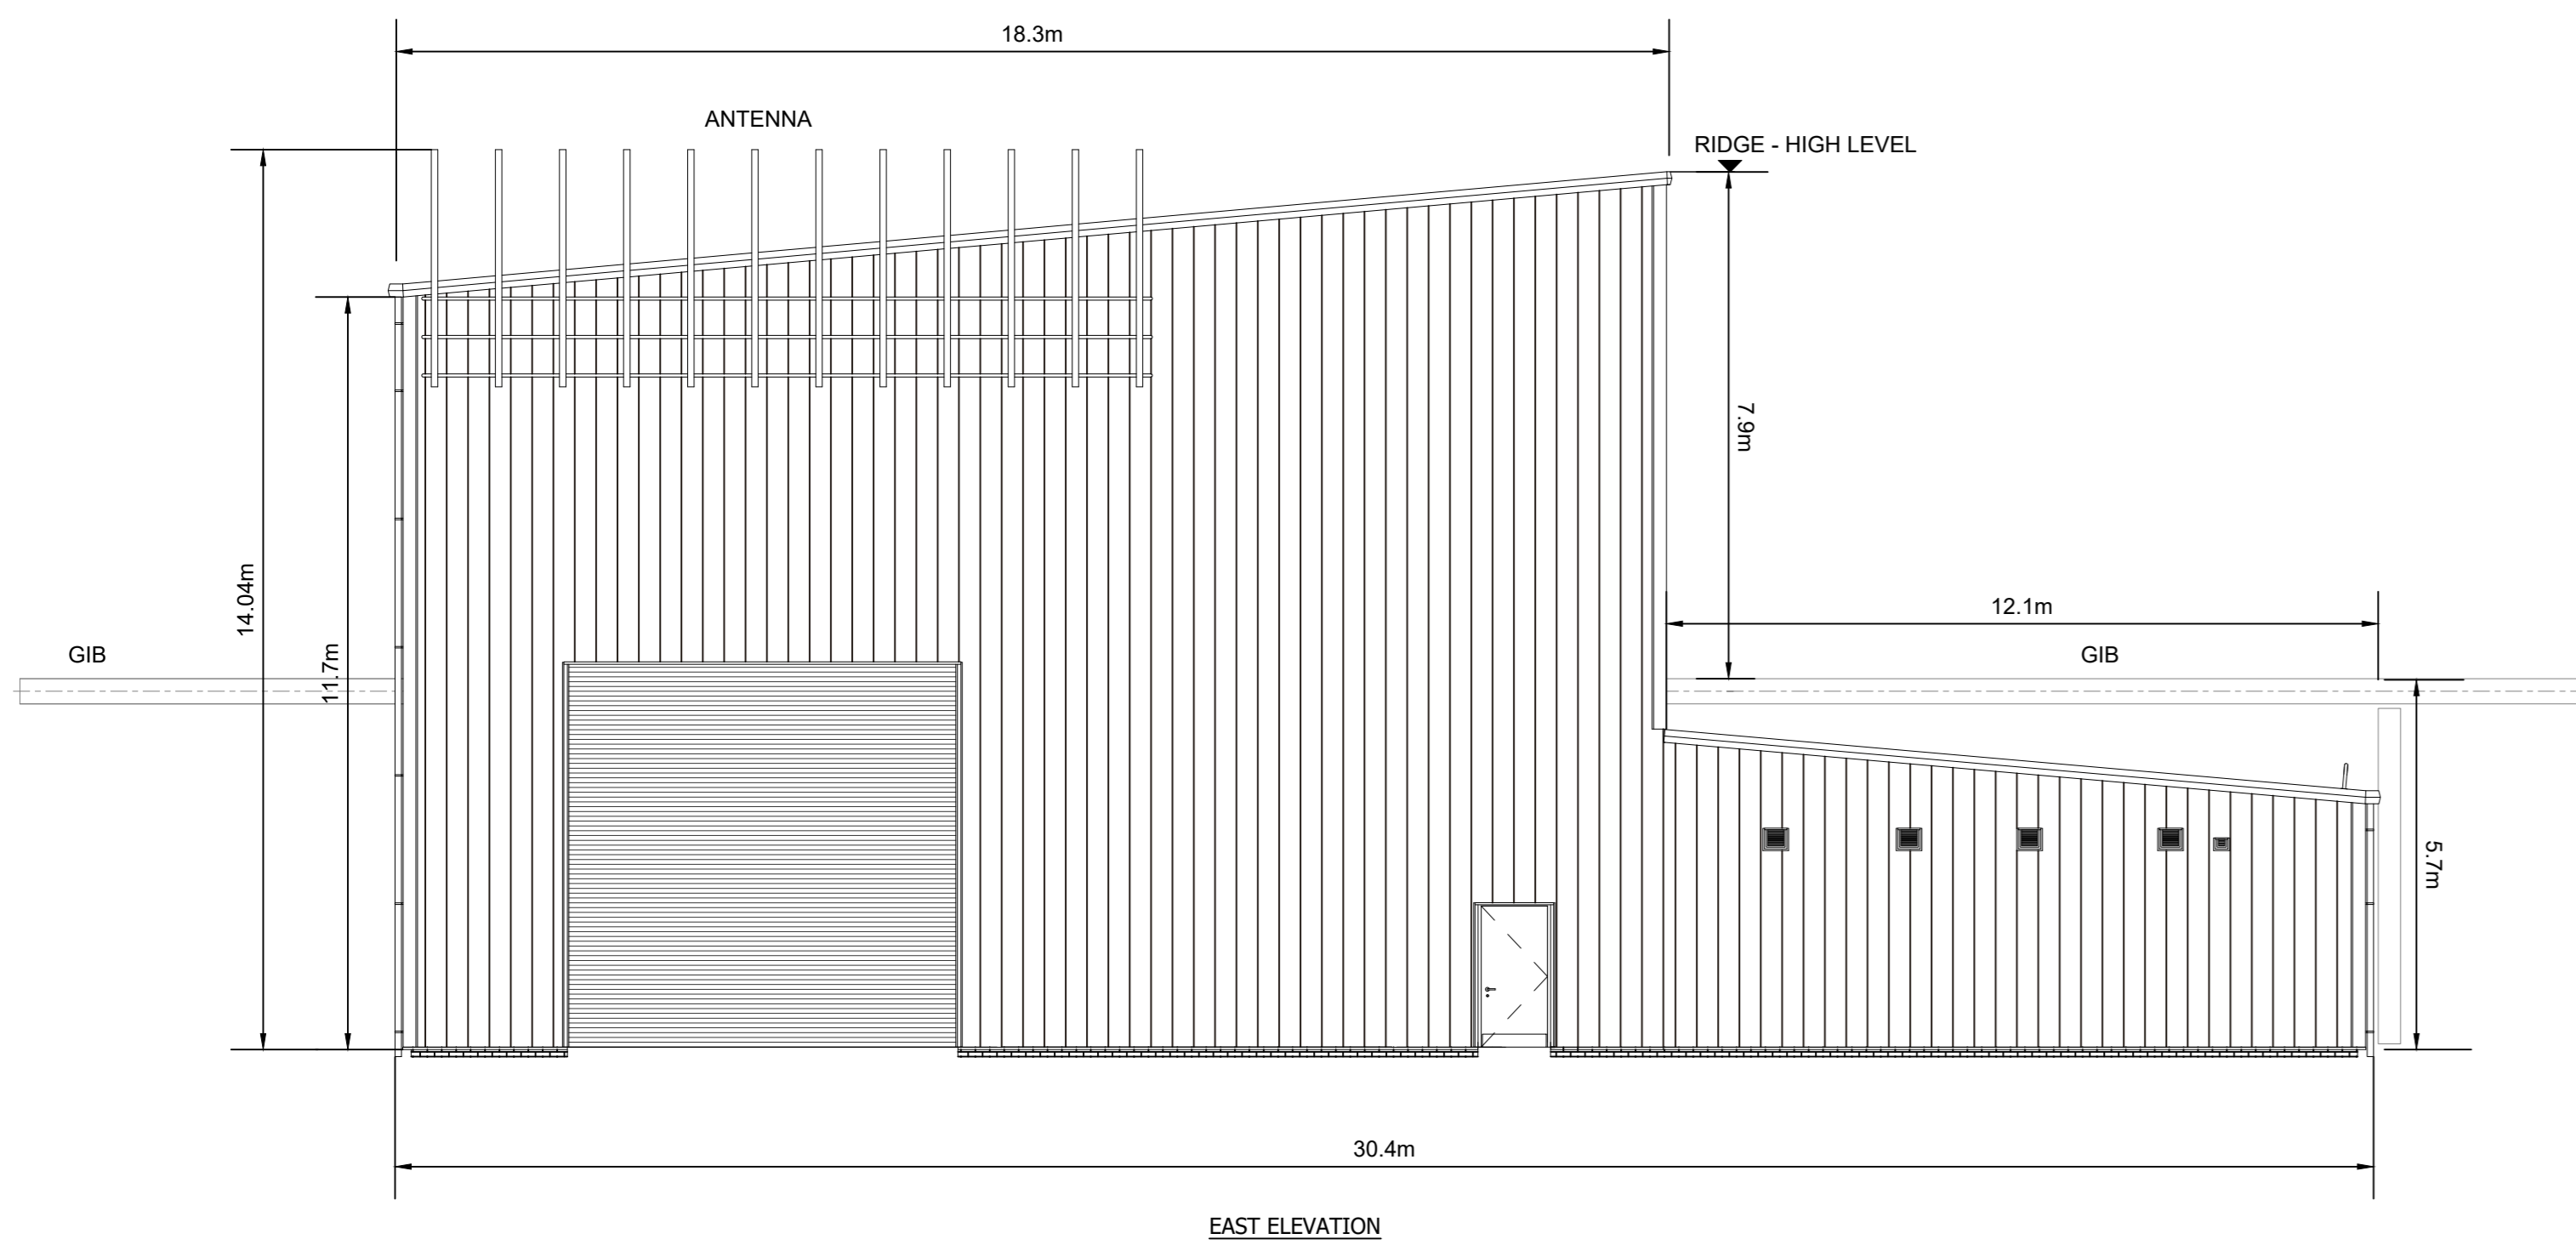 18.3m
ANTENNA
RIDGE - HIGH LEVEL
7.9m
14.04m
12.1m
GIB
11.7m
GIB
5.7m
30.4m
EAST ELEVATION